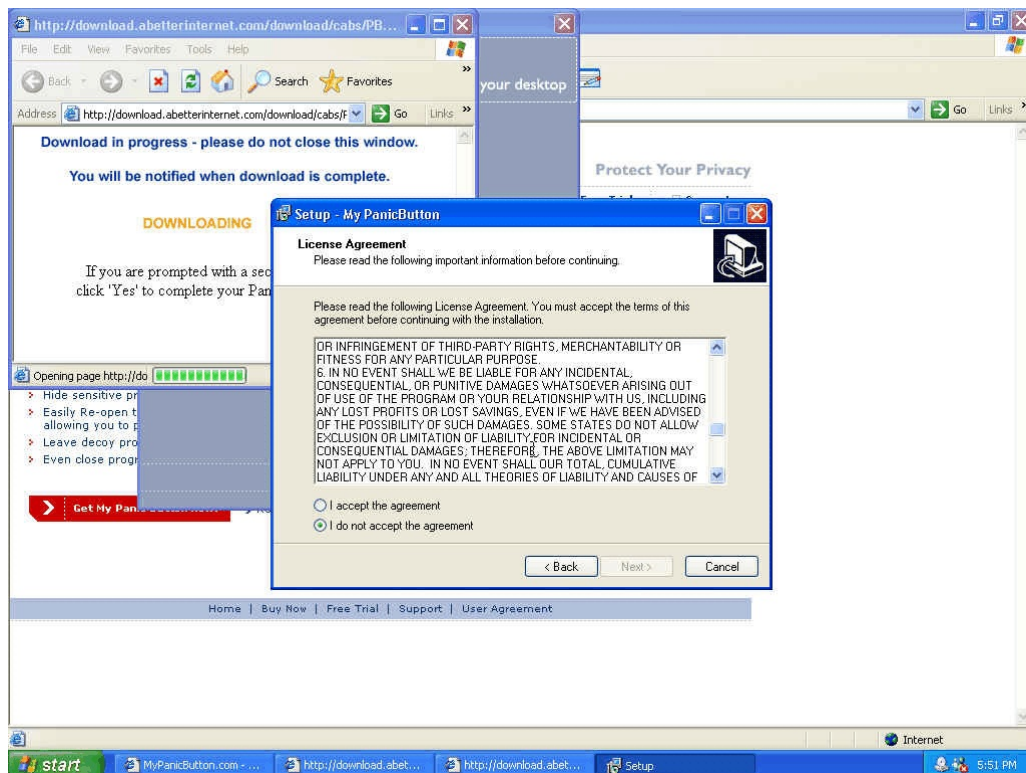 http://download.abetterinternet.com/download/cabs/PB...
File Edit View Favorites Tools Help
Back Search Favorites »
Address http://download.abetterinternet.com/download/cabs/F Go Links »
Download in progress - please do not close this window.
You will be notified when download is complete.
DOWNLOADING
If you are prompted with a sec
click 'Yes' to complete your Pan
Opening page http://do
your desktop
Go Links »
Protect Your Privacy
Setup - My PanicButton
License Agreement
Please read the following important information before continuing.
Please read the following License Agreement. You must accept the terms of this
agreement before continuing with the installation.
OR INFRINGEMENT OF THIRD-PARTY RIGHTS, MERCHANTABILITY OR
FITNESS FOR ANY PARTICULAR PURPOSE.
6. IN NO EVENT SHALL WE BE LIABLE FOR ANY INCIDENTAL,
CONSEQUENTIAL, OR PUNITIVE DAMAGES WHATSOEVER ARISING OUT
OF USE OF THE PROGRAM OR YOUR RELATIONSHIP WITH US, INCLUDING
ANY LOST PROFITS OR LOST SAVINGS, EVEN IF WE HAVE BEEN ADVISED
OF THE POSSIBILITY OF SUCH DAMAGES. SOME STATES DO NOT ALLOW
EXCLUSION OR LIMITATION OF LIABILITY FOR INCIDENTAL OR
CONSEQUENTIAL DAMAGES; THEREFORE, THE ABOVE LIMITATION MAY
NOT APPLY TO YOU. IN NO EVENT SHALL OUR TOTAL, CUMULATIVE
LIABILITY UNDER ANY AND ALL THEORIES OF LIABILITY AND CAUSES OF
I accept the agreement
I do not accept the agreement
< Back Next > Cancel
Hide sensitive pr
Easily Re-open t
allowing you to p
Leave decoy pro
Even close progr
Get My Pan
Home | Buy Now | Free Trial | Support | User Agreement
Internet
start MyPanicButton.com - ... http://download.abet... http://download.abet... Setup 5:51 PM